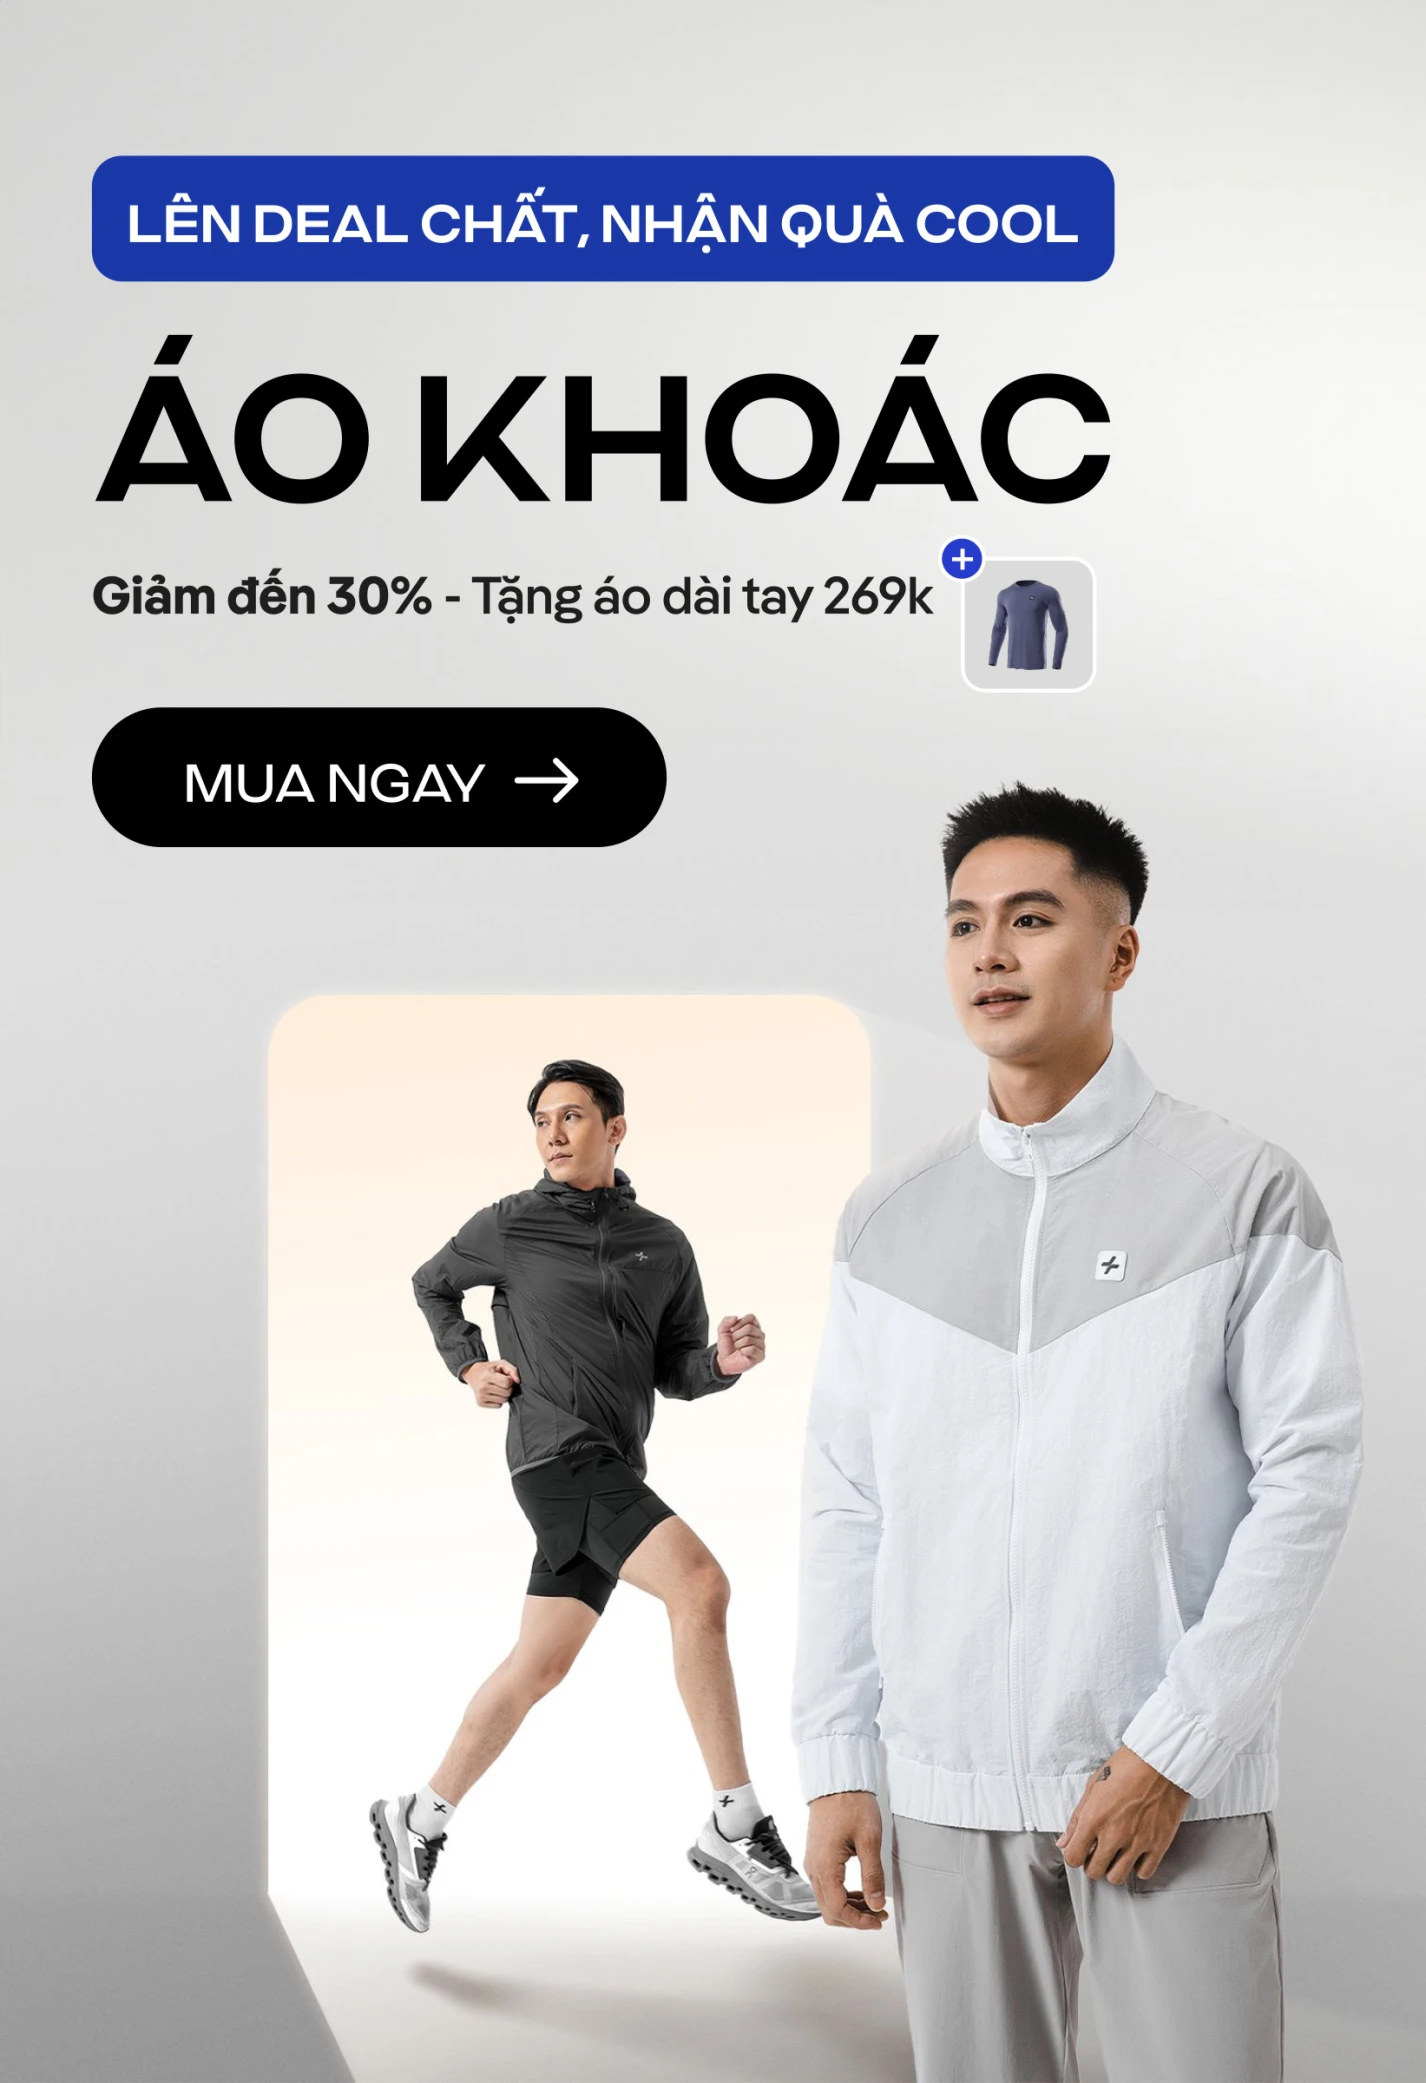 LÊN DEAL CHẤT, NHẬN QUÀ COOL
ÁO KHOÁC
Giảm đến 30% - Tặng áo dài tay 269k
MUA NGAY